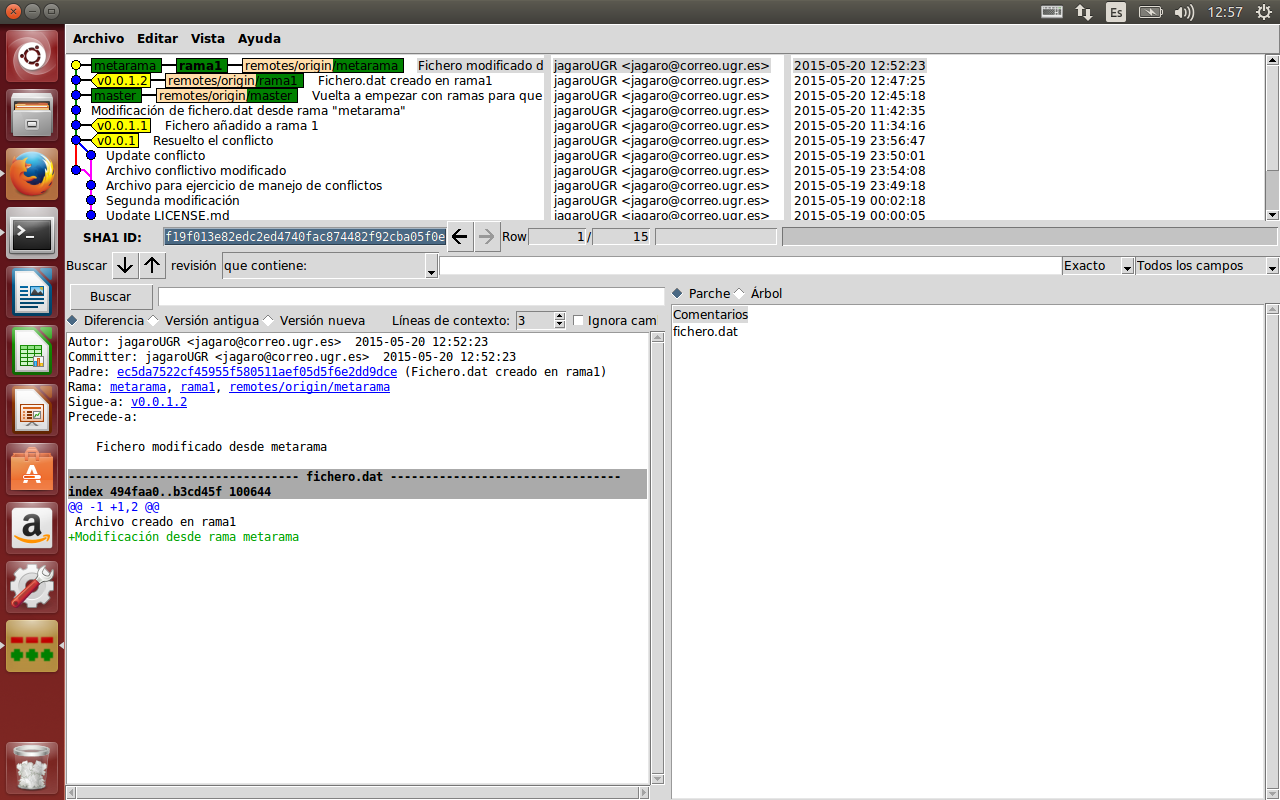 Es 12:57
Archivo Editar Vista Ayuda
metarama rama1 remotes/origin/metarama Fichero modificado d jagaroUGR <jagaro@correo.ugr.es> 2015-05-20 12:52:23
v0.0.1.2 remotes/origin/rama1 Fichero.dat creado en rama1 jagaroUGR <jagaro@correo.ugr.es> 2015-05-20 12:47:25
master remotes/origin/master Vuelta a empezar con ramas para que jagaroUGR <jagaro@correo.ugr.es> 2015-05-20 12:45:18
Modificación de fichero.dat desde rama "metarama" jagaroUGR <jagaro@correo.ugr.es> 2015-05-20 11:42:35
v0.0.1.1 Fichero añadido a rama 1 jagaroUGR <jagaro@correo.ugr.es> 2015-05-20 11:34:16
v0.0.1 Resuelto el conflicto jagaroUGR <jagaro@correo.ugr.es> 2015-05-19 23:56:47
Update conflicto jagaroUGR <jagaro@correo.ugr.es> 2015-05-19 23:50:01
Archivo conflictivo modificado jagaroUGR <jagaro@correo.ugr.es> 2015-05-19 23:54:08
Archivo para ejercicio de manejo de conflictos jagaroUGR <jagaro@correo.ugr.es> 2015-05-19 23:49:18
Segunda modificación jagaroUGR <jagaro@correo.ugr.es> 2015-05-19 00:02:18
Update LICENSE.md jagaroUGR <jagaro@correo.ugr.es> 2015-05-19 00:00:05
SHA1 ID: f19f013e82edc2ed4740fac874482f92cba05f0e Row 1 / 15
Buscar revisión que contiene: Exacto Todos los campos
Buscar
Parche Árbol
Diferencia Versión antigua Versión nueva Líneas de contexto: 3 Ignora cam
Comentarios
fichero.dat
Autor: jagaroUGR <jagaro@correo.ugr.es> 2015-05-20 12:52:23
Committer: jagaroUGR <jagaro@correo.ugr.es> 2015-05-20 12:52:23
Padre: ec5da7522cf45955f580511aef05d5f6e2dd9dce (Fichero.dat creado en rama1)
Rama: metarama, rama1, remotes/origin/metarama
Sigue-a: v0.0.1.2
Precede-a:
Fichero modificado desde metarama
--------------------------------- fichero.dat ---------------------------------
index 494faa0..b3cd45f 100644
@@ -1 +1,2 @@
Archivo creado en rama1
+Modificación desde rama metarama